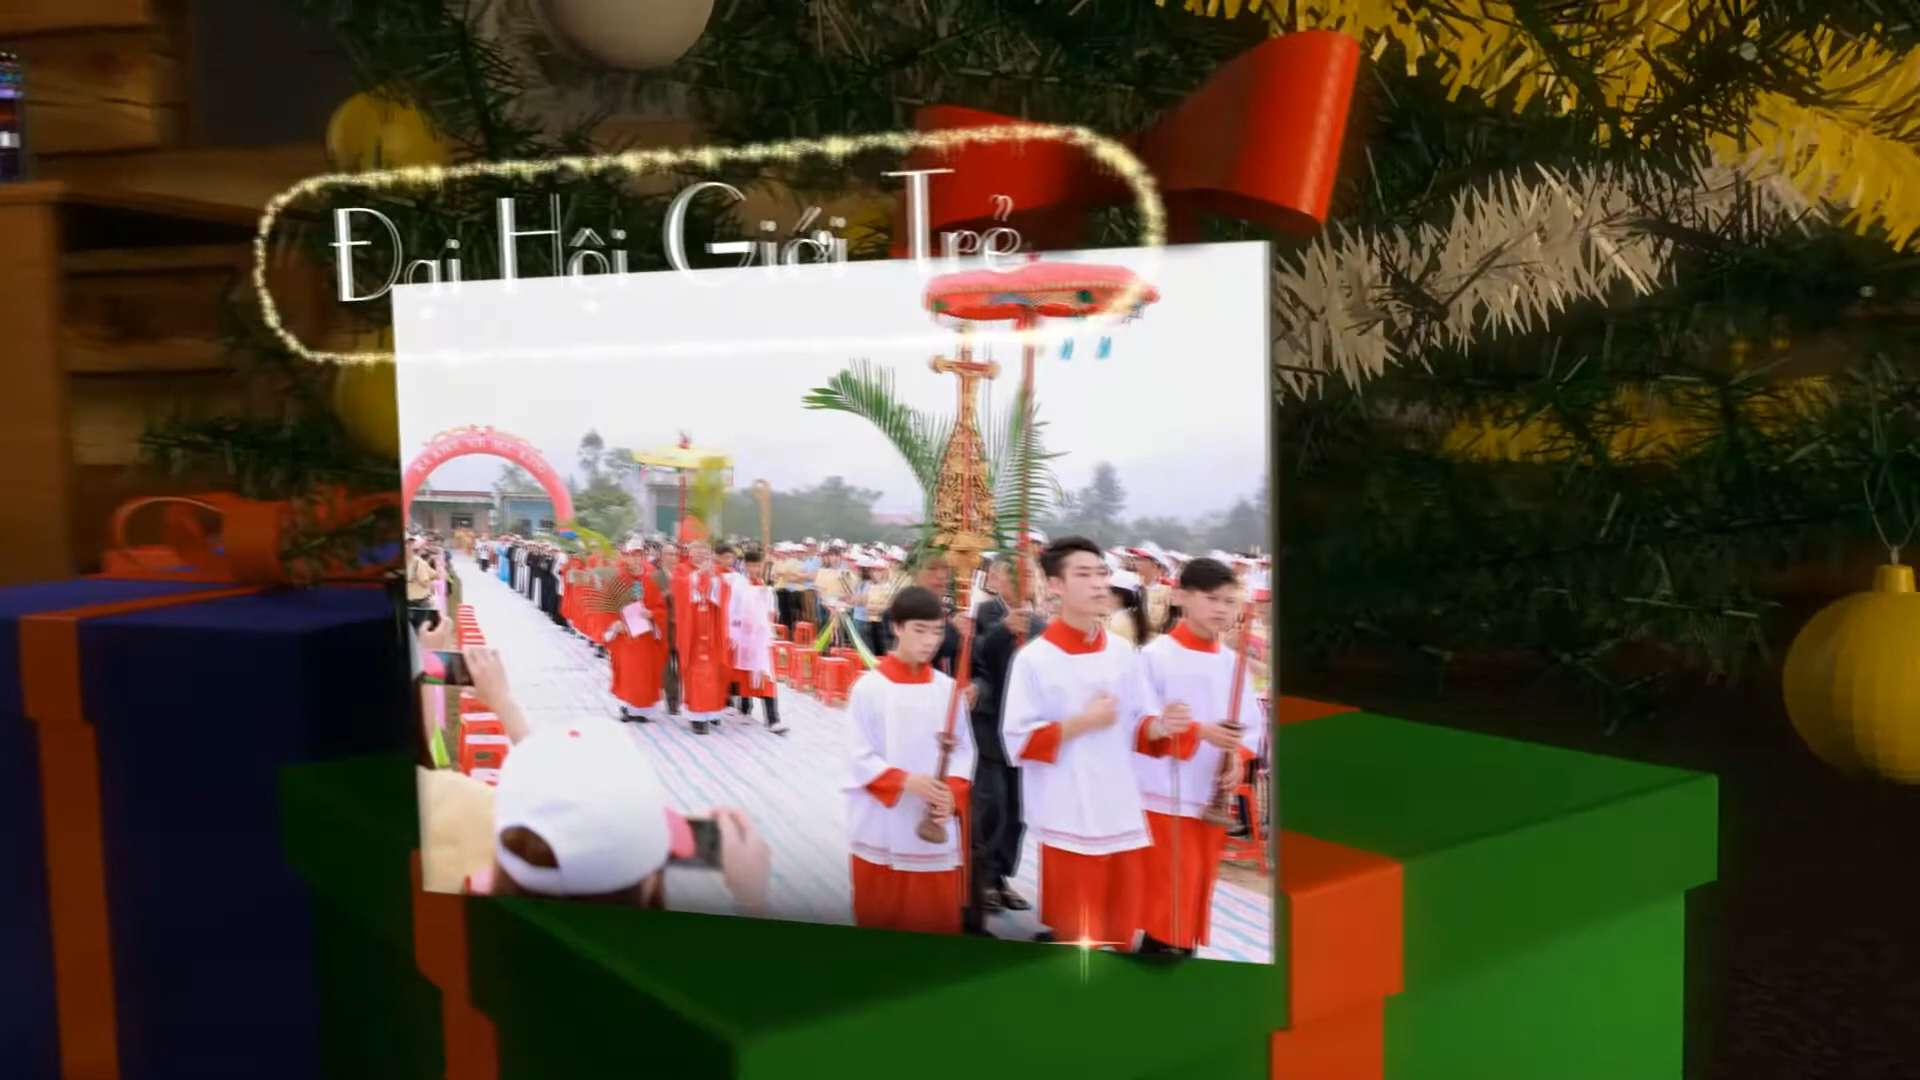 Đại Hội Giới Trẻ